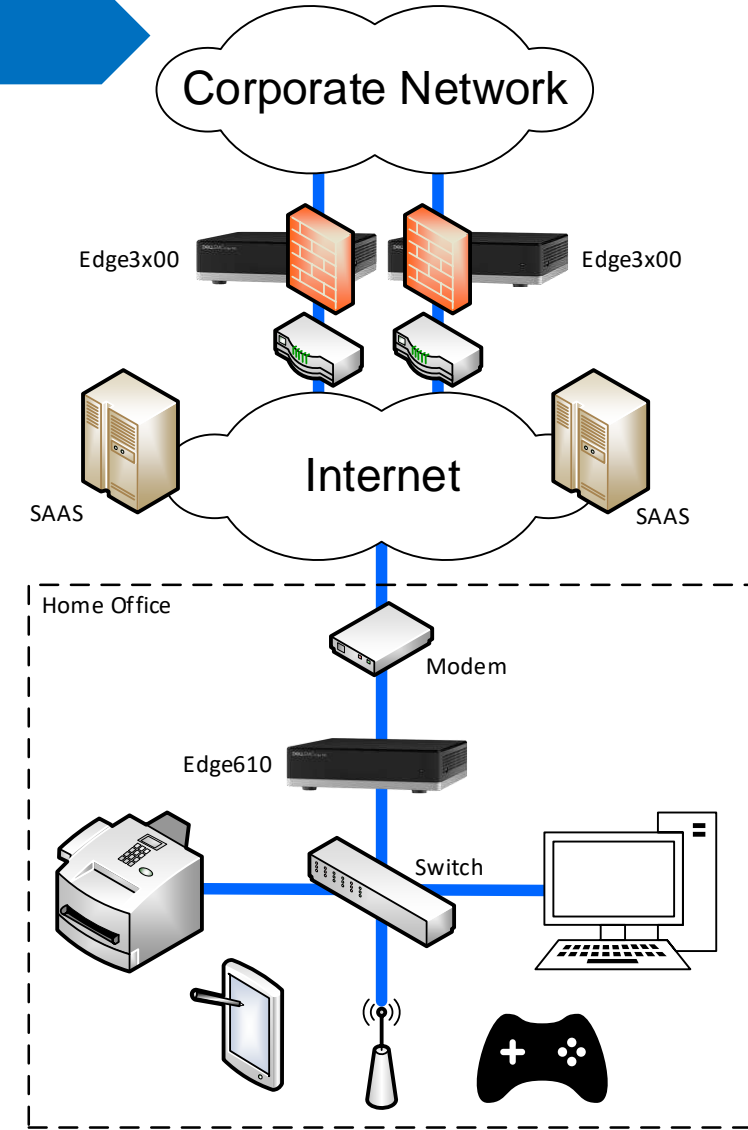 Corporate Network
Edge3x00
Edge3x00
Internet
SAAS
SAAS
Home Office
Modem
Edge610
Switch